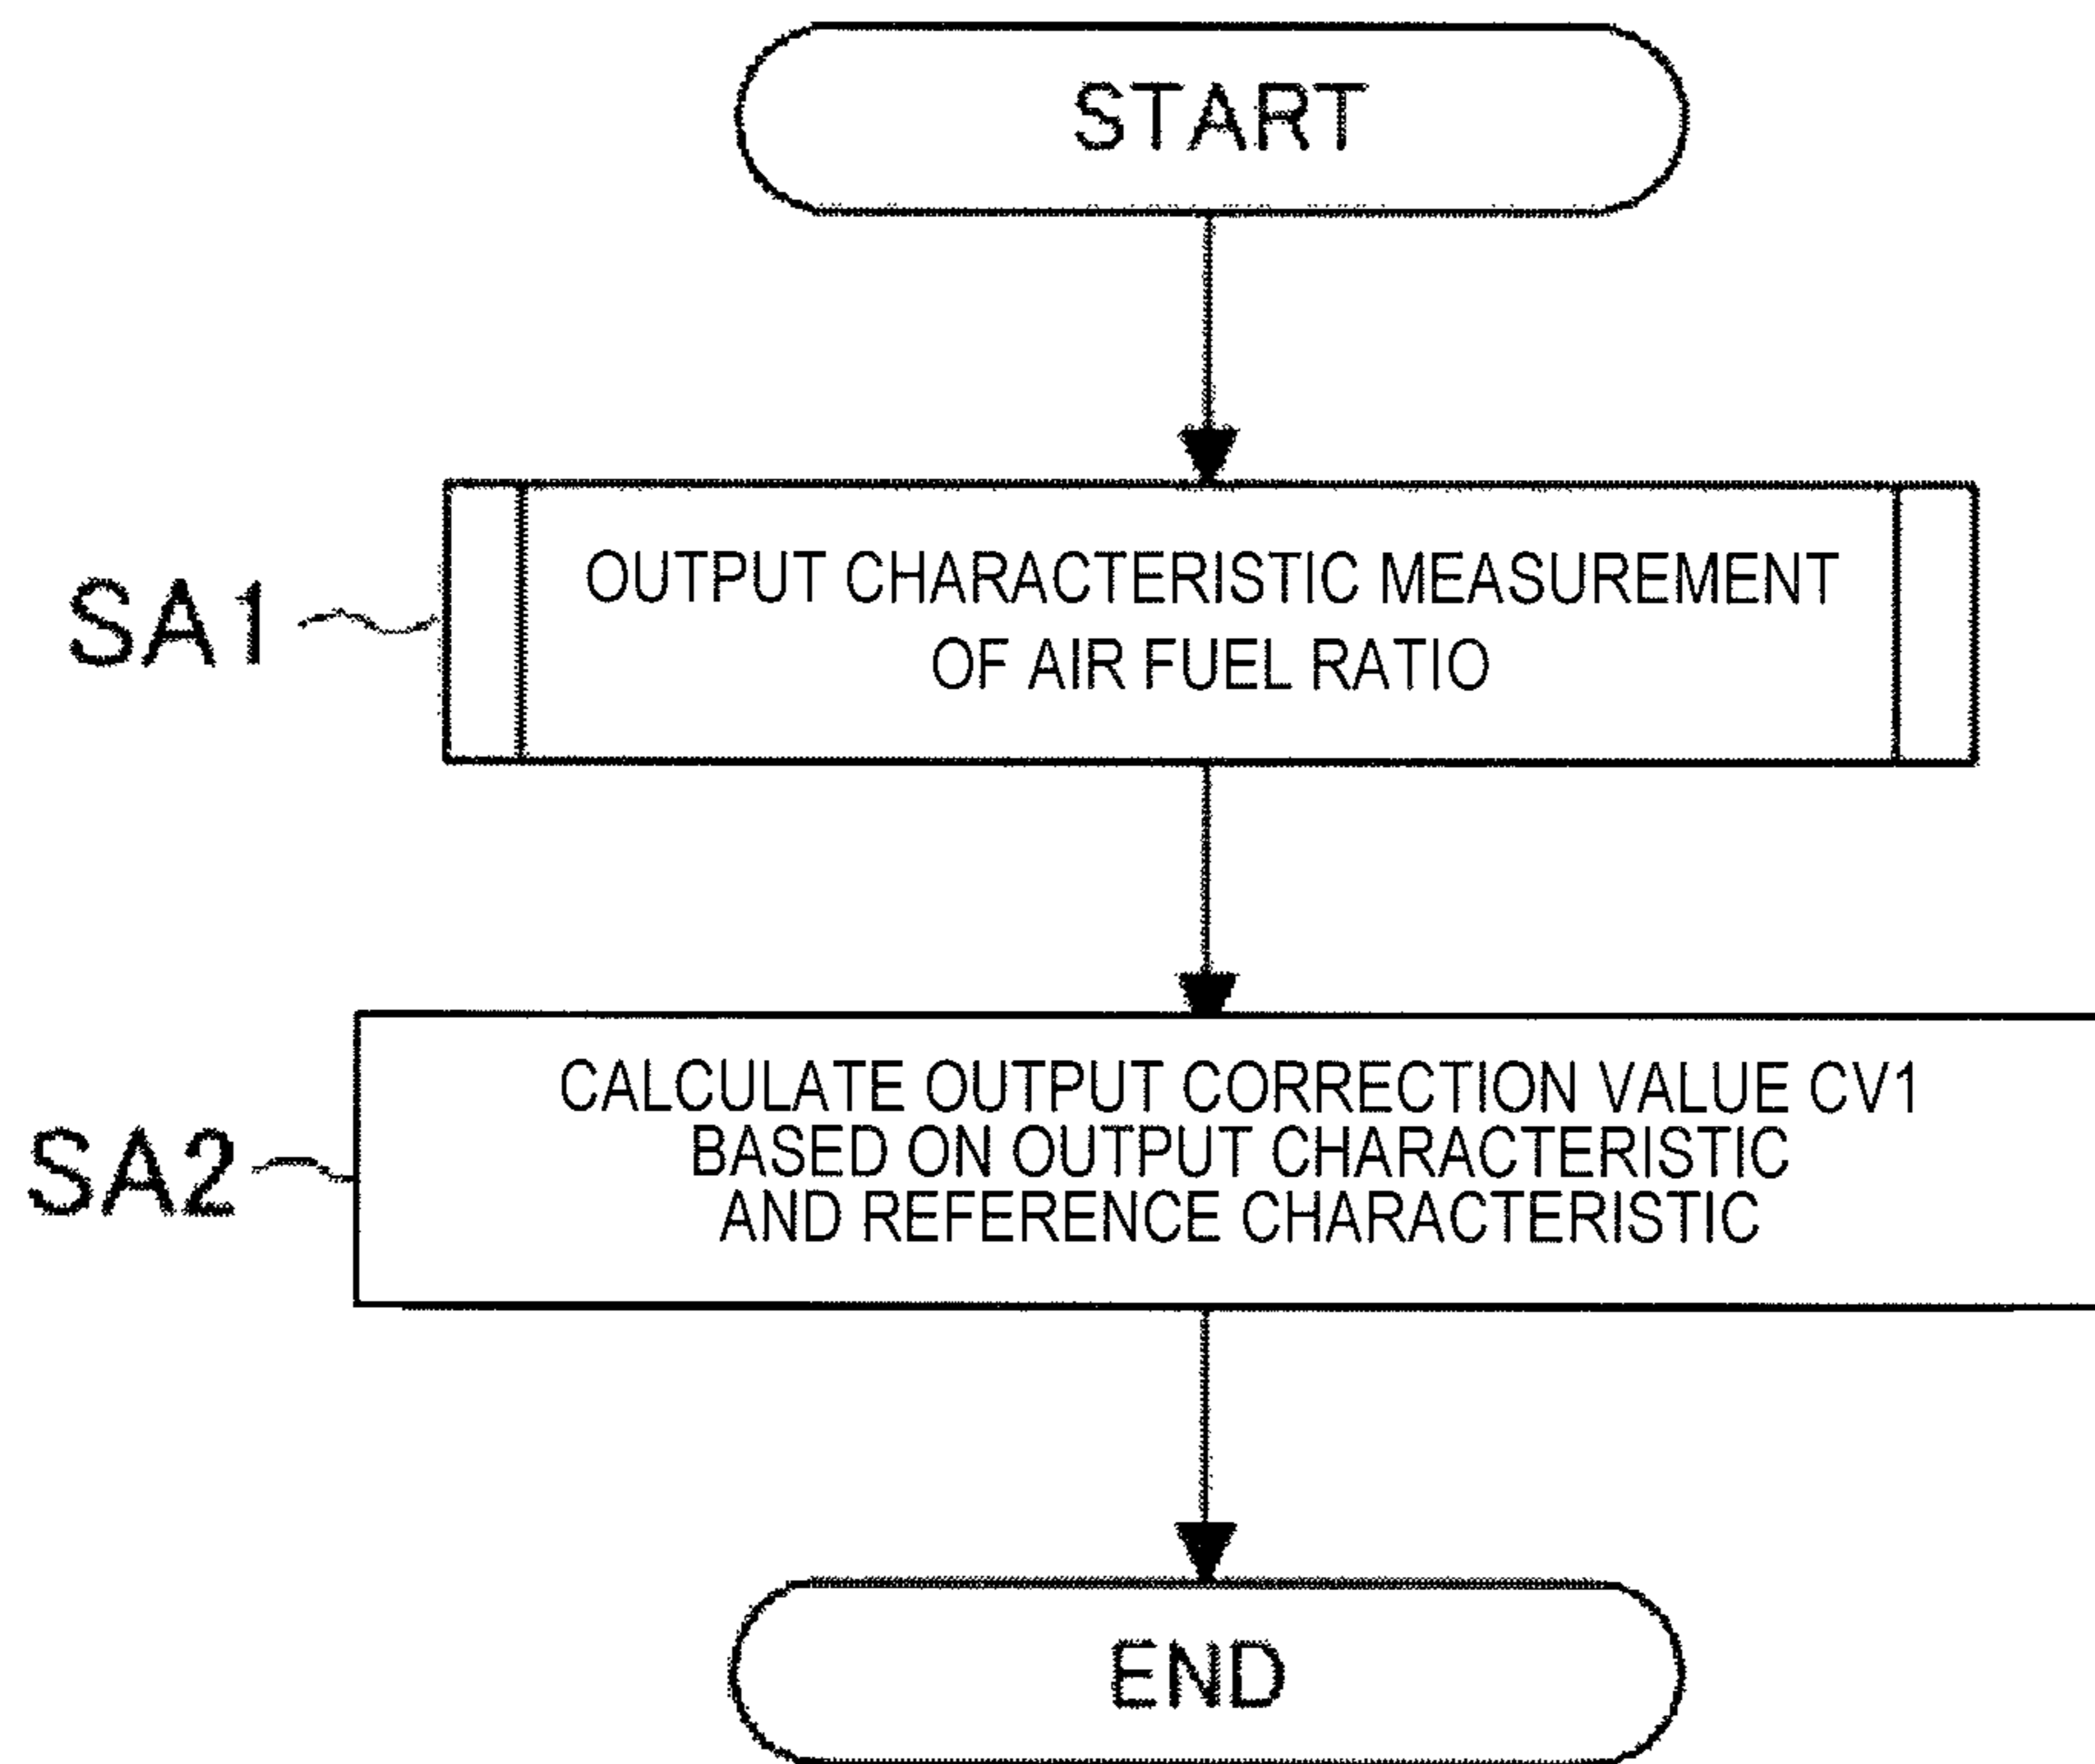 START
SA1
OUTPUT CHARACTERISTIC MEASUREMENT
OF AIR FUEL RATIO
SA2
CALCULATE OUTPUT CORRECTION VALUE CV1
BASED ON OUTPUT CHARACTERISTIC
AND REFERENCE CHARACTERISTIC
END